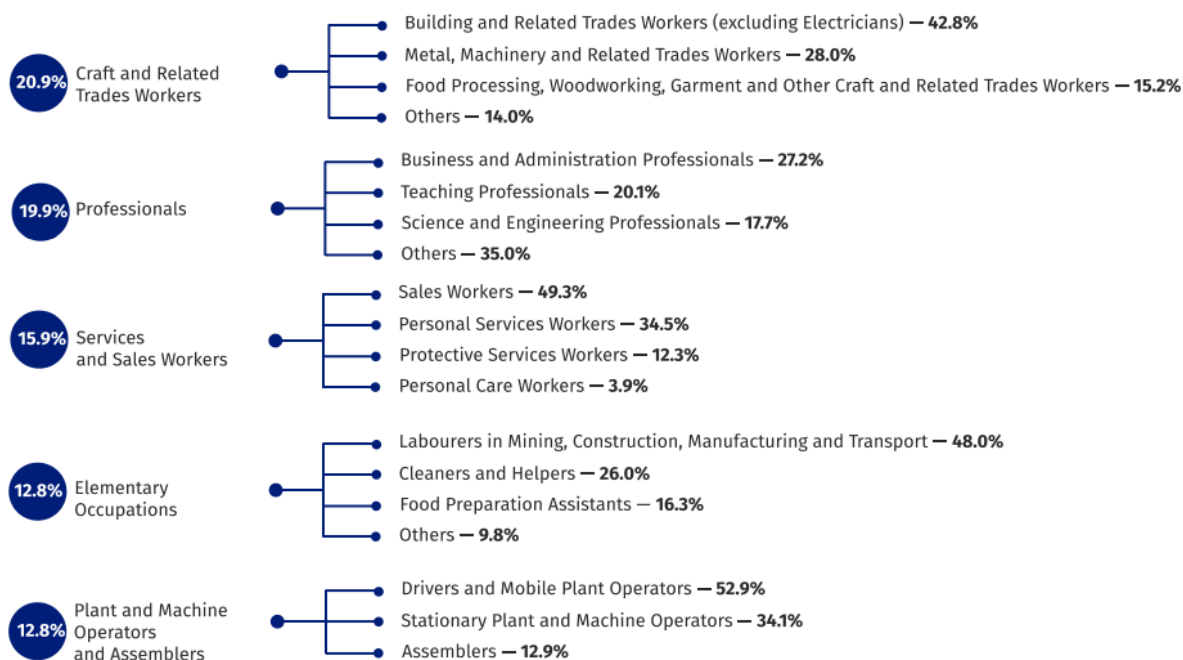 20.9%
Craft and Related
Trades Workers
Building and Related Trades Workers (excluding Electricians) — 42.8%
Metal, Machinery and Related Trades Workers — 28.0%
Food Processing, Woodworking, Garment and Other Craft and Related Trades Workers — 15.2%
Others — 14.0%
19.9%
Professionals
Business and Administration Professionals — 27.2%
Teaching Professionals — 20.1%
Science and Engineering Professionals — 17.7%
Others — 35.0%
15.9%
Services
and Sales Workers
Sales Workers — 49.3%
Personal Services Workers — 34.5%
Protective Services Workers — 12.3%
Personal Care Workers — 3.9%
12.8%
Elementary
Occupations
Labourers in Mining, Construction, Manufacturing and Transport — 48.0%
Cleaners and Helpers — 26.0%
Food Preparation Assistants — 16.3%
Others — 9.8%
12.8%
Plant and Machine
Operators
and Assemblers
Drivers and Mobile Plant Operators — 52.9%
Stationary Plant and Machine Operators — 34.1%
Assemblers — 12.9%